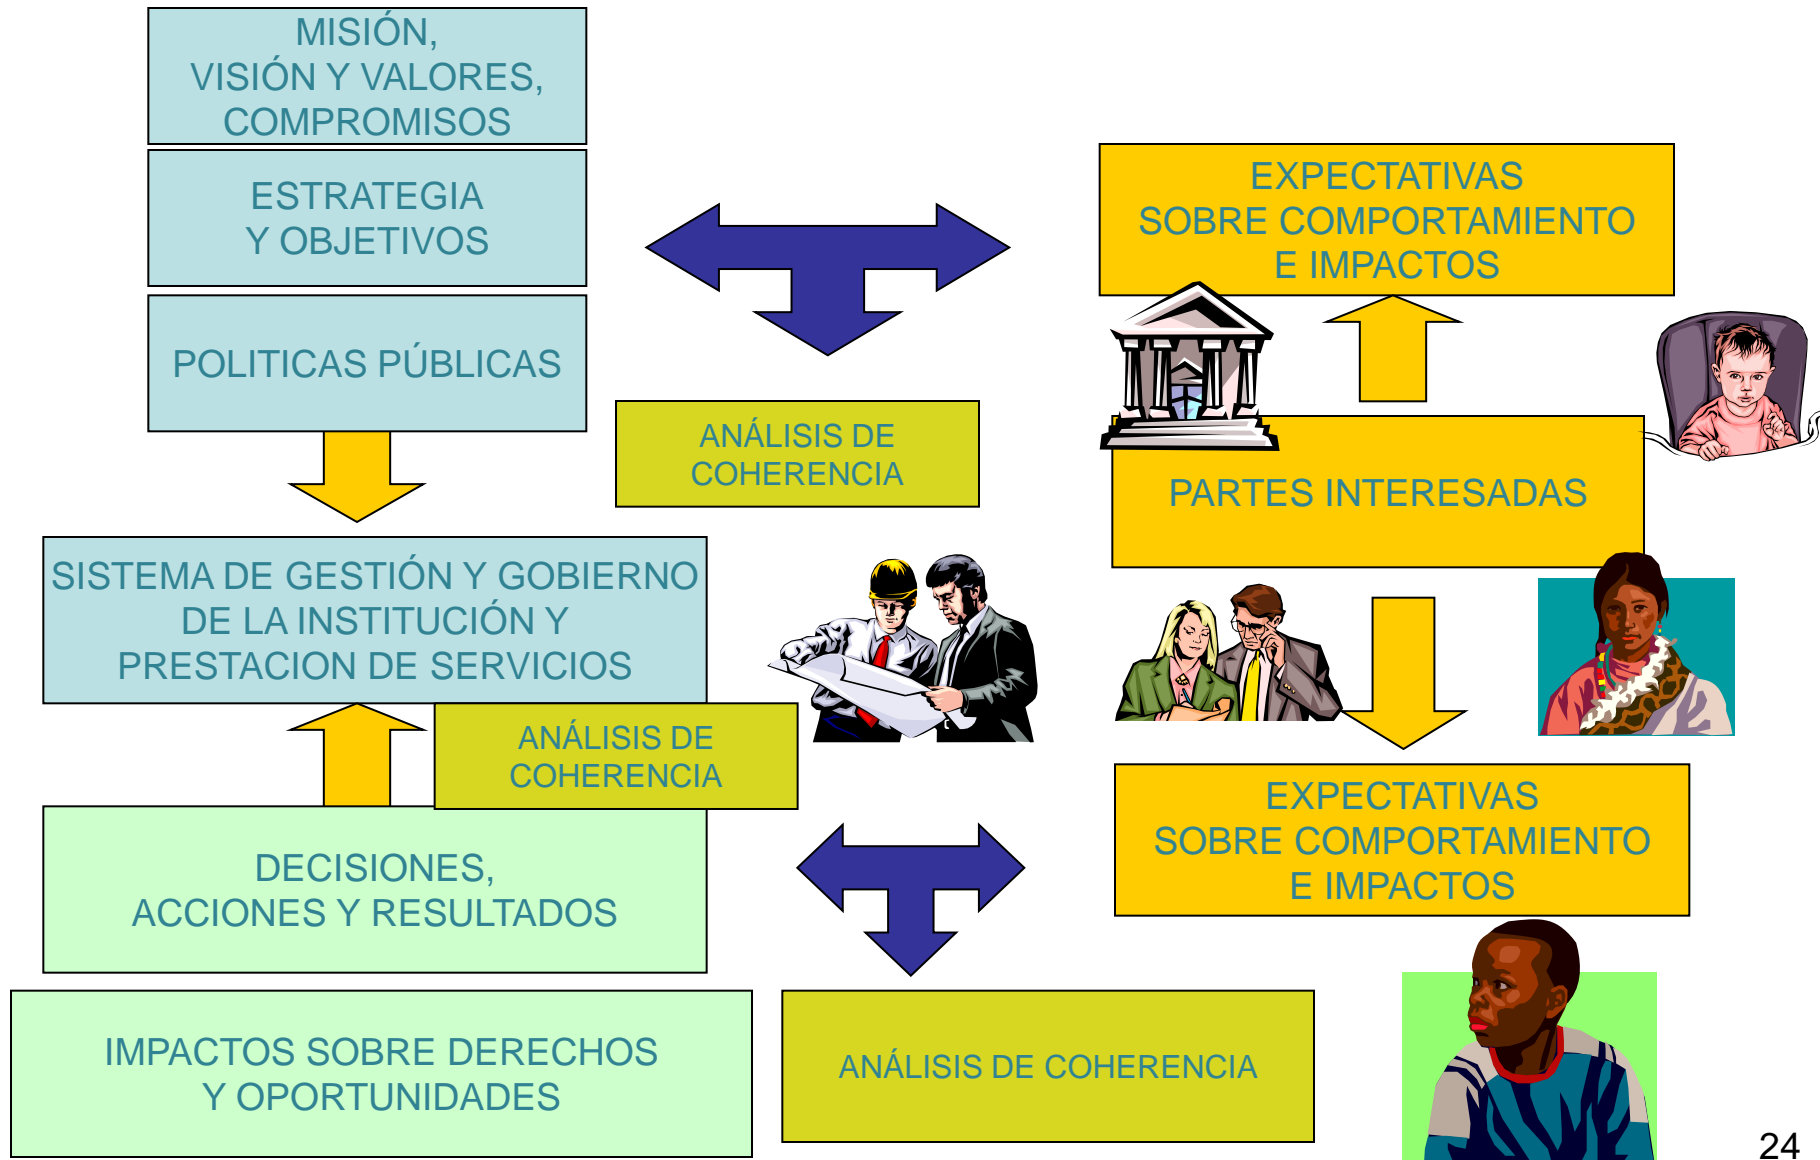 MISIÓN,
VISIÓN Y VALORES,
COMPROMISOS
ESTRATEGIA
Y OBJETIVOS
POLITICAS PÚBLICAS
ANÁLISIS DE
COHERENCIA
EXPECTATIVAS
SOBRE COMPORTAMIENTO
E IMPACTOS
PARTES INTERESADAS
SISTEMA DE GESTIÓN Y GOBIERNO
DE LA INSTITUCIÓN Y
PRESTACION DE SERVICIOS
ANÁLISIS DE
COHERENCIA
EXPECTATIVAS
SOBRE COMPORTAMIENTO
E IMPACTOS
DECISIONES,
ACCIONES Y RESULTADOS
IMPACTOS SOBRE DERECHOS
Y OPORTUNIDADES
ANÁLISIS DE COHERENCIA
24